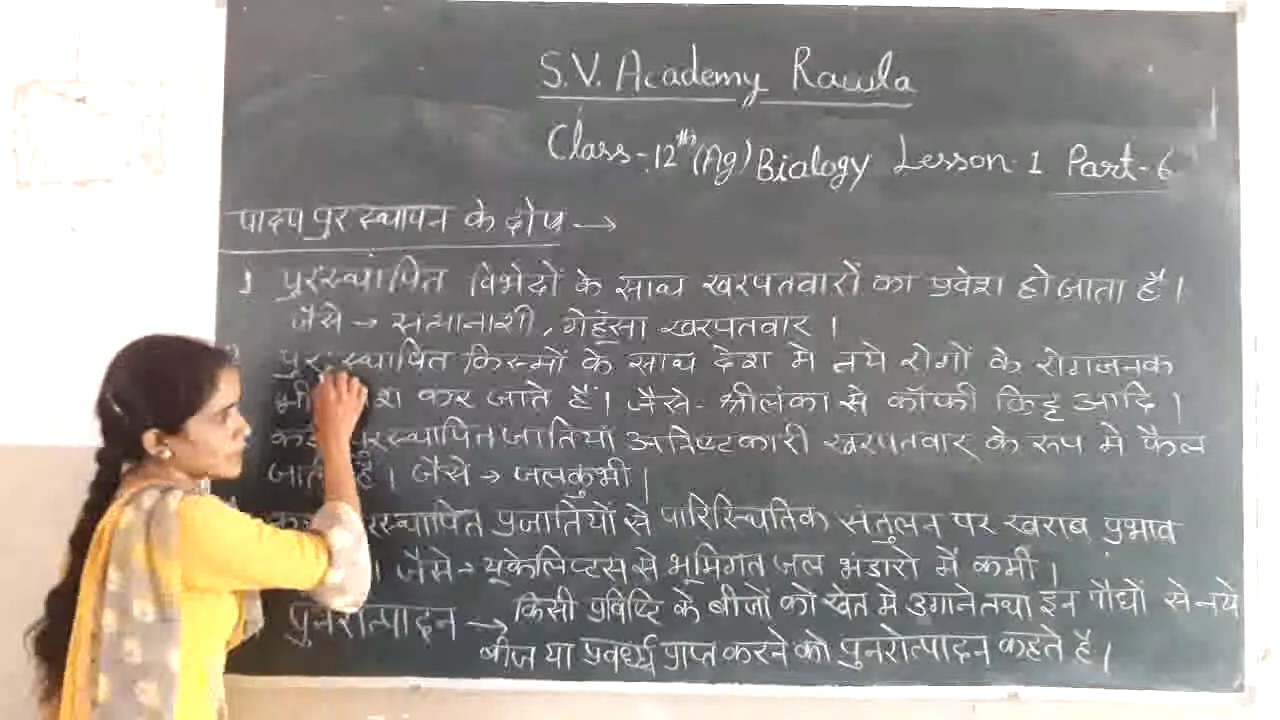 S.V. Academy Rawla
Class-12th (Ag) Biology Lesson-1 Part-6
पादप पुर स्थापन के दोष →
1 पुरःस्थापित विभेदों के साथ खरपतवारों का प्रवेश हो जाता है।
जैसे → सत्यानाशी, गेहूंसा खरपतवार।
पुरःस्थापित किस्मों के साथ देश मे नये रोगों के रोगजनक
भी कर जाते हैं। जैसे- श्रीलंका से कॉफी किट्ट आदि।
पुरस्थापित जातियां अनिष्टकारी खरपतवार के रूप मे फैल
जाते है। जैसे → जलकुंभी।
प्रजातियों से पारिस्थितिक संतुलन पर खराब प्रभाव
। जैसे → यूकेलिप्टस से भूमिगत जल भंडारो में कमी।
पुनरोत्पादन → किसी प्रविष्टि के बीजों को खेत मे उगाने तथा इन पौधों से नये
बीज या प्रवर्ध्य प्राप्त करने को पुनरोत्पादन कहते है।